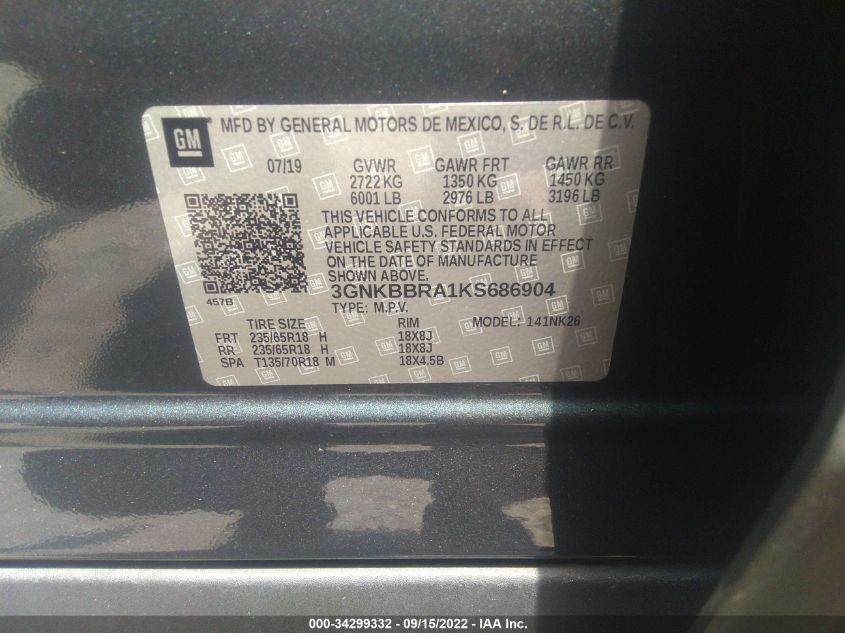 GM MFD BY GENERAL MOTORS DE MEXICO, S. DE R.L. DE C.V.
07/19 GVWR GAWR FRT GAWR RR
2722 KG 1350 KG 1450 KG
6001 LB 2976 LB 3196 LB
THIS VEHICLE CONFORMS TO ALL
APPLICABLE U.S. FEDERAL MOTOR
VEHICLE SAFETY STANDARDS IN EFFECT
ON THE DATE OF MANUFACTURE
SHOWN ABOVE.
457B 3GNKBBRA1KS686904
TYPE: M.P.V. MODEL: 141NK26
TIRE SIZE RIM
FRT 235/65R18 H 18X8J
RR 235/65R18 H 18X8J
SPA T135/70R18 M 18X4.5B
000-34299332 - 09/15/2022 - IAA Inc.